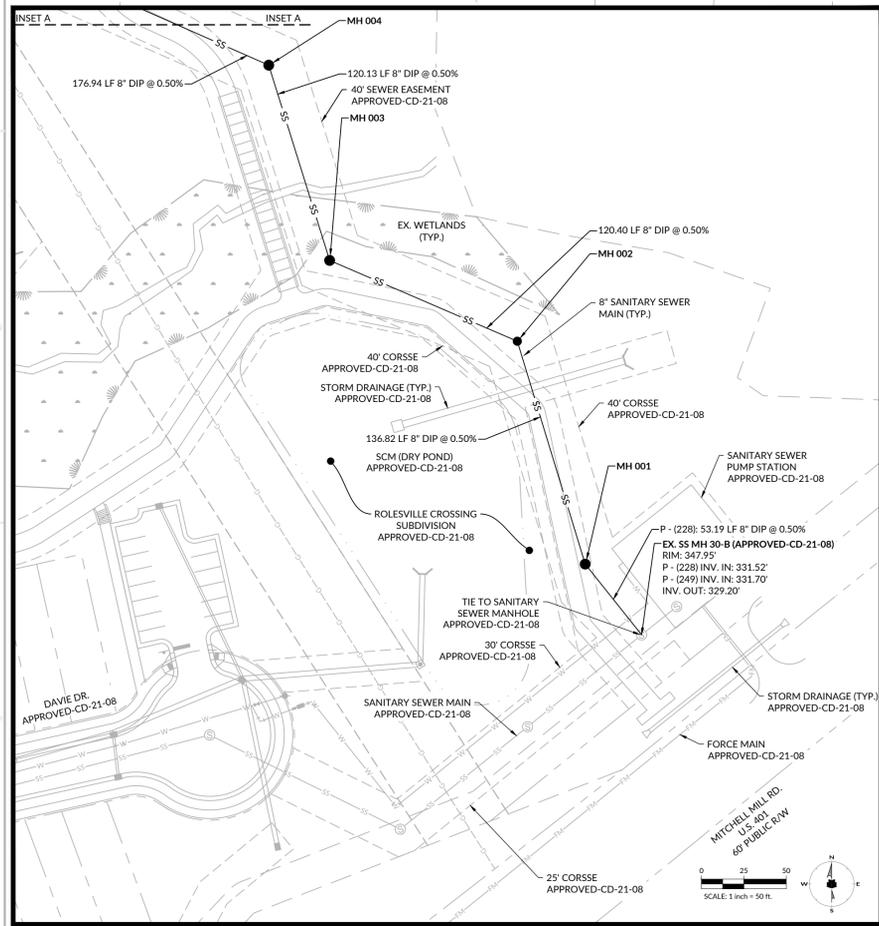 INSET A
INSET A
MH 004
SS
176.94 LF 8" DIP @ 0.50%
120.13 LF 8" DIP @ 0.50%
40' SEWER EASEMENT
APPROVED-CD-21-08
SS
MH 003
SS
EX. WETLANDS
(TYP.)
120.40 LF 8" DIP @ 0.50%
MH 002
SS
SS
8" SANITARY SEWER
MAIN (TYP.)
40' CORSSE
APPROVED-CD-21-08
STORM DRAINAGE (TYP.)
APPROVED-CD-21-08
SS
40' CORSSE
APPROVED-CD-21-08
136.82 LF 8" DIP @ 0.50%
SCM (DRY POND)
APPROVED-CD-21-08
SANITARY SEWER
PUMP STATION
APPROVED-CD-21-08
MH 001
SS
ROLESVILLE CROSSING
SUBDIVISION
APPROVED-CD-21-08
P - (228): 53.19 LF 8" DIP @ 0.50%
EX. SS MH 30-B (APPROVED-CD-21-08)
RIM: 347.95'
P - (228) INV. IN: 331.52'
P - (249) INV. IN: 331.70'
INV. OUT: 329.20'
TIE TO SANITARY
SEWER MANHOLE
APPROVED-CD-21-08
30' CORSSE
APPROVED-CD-21-08
DAVIE DR.
APPROVED-CD-21-08
SANITARY SEWER MAIN
APPROVED-CD-21-08
STORM DRAINAGE (TYP.)
APPROVED-CD-21-08
FORCE MAIN
APPROVED-CD-21-08
MITCHELL MILL RD.
U.S. 401
60' PUBLIC R/W
25' CORSSE
APPROVED-CD-21-08
0 25 50
SCALE: 1 inch = 50 ft.
N
W E
S